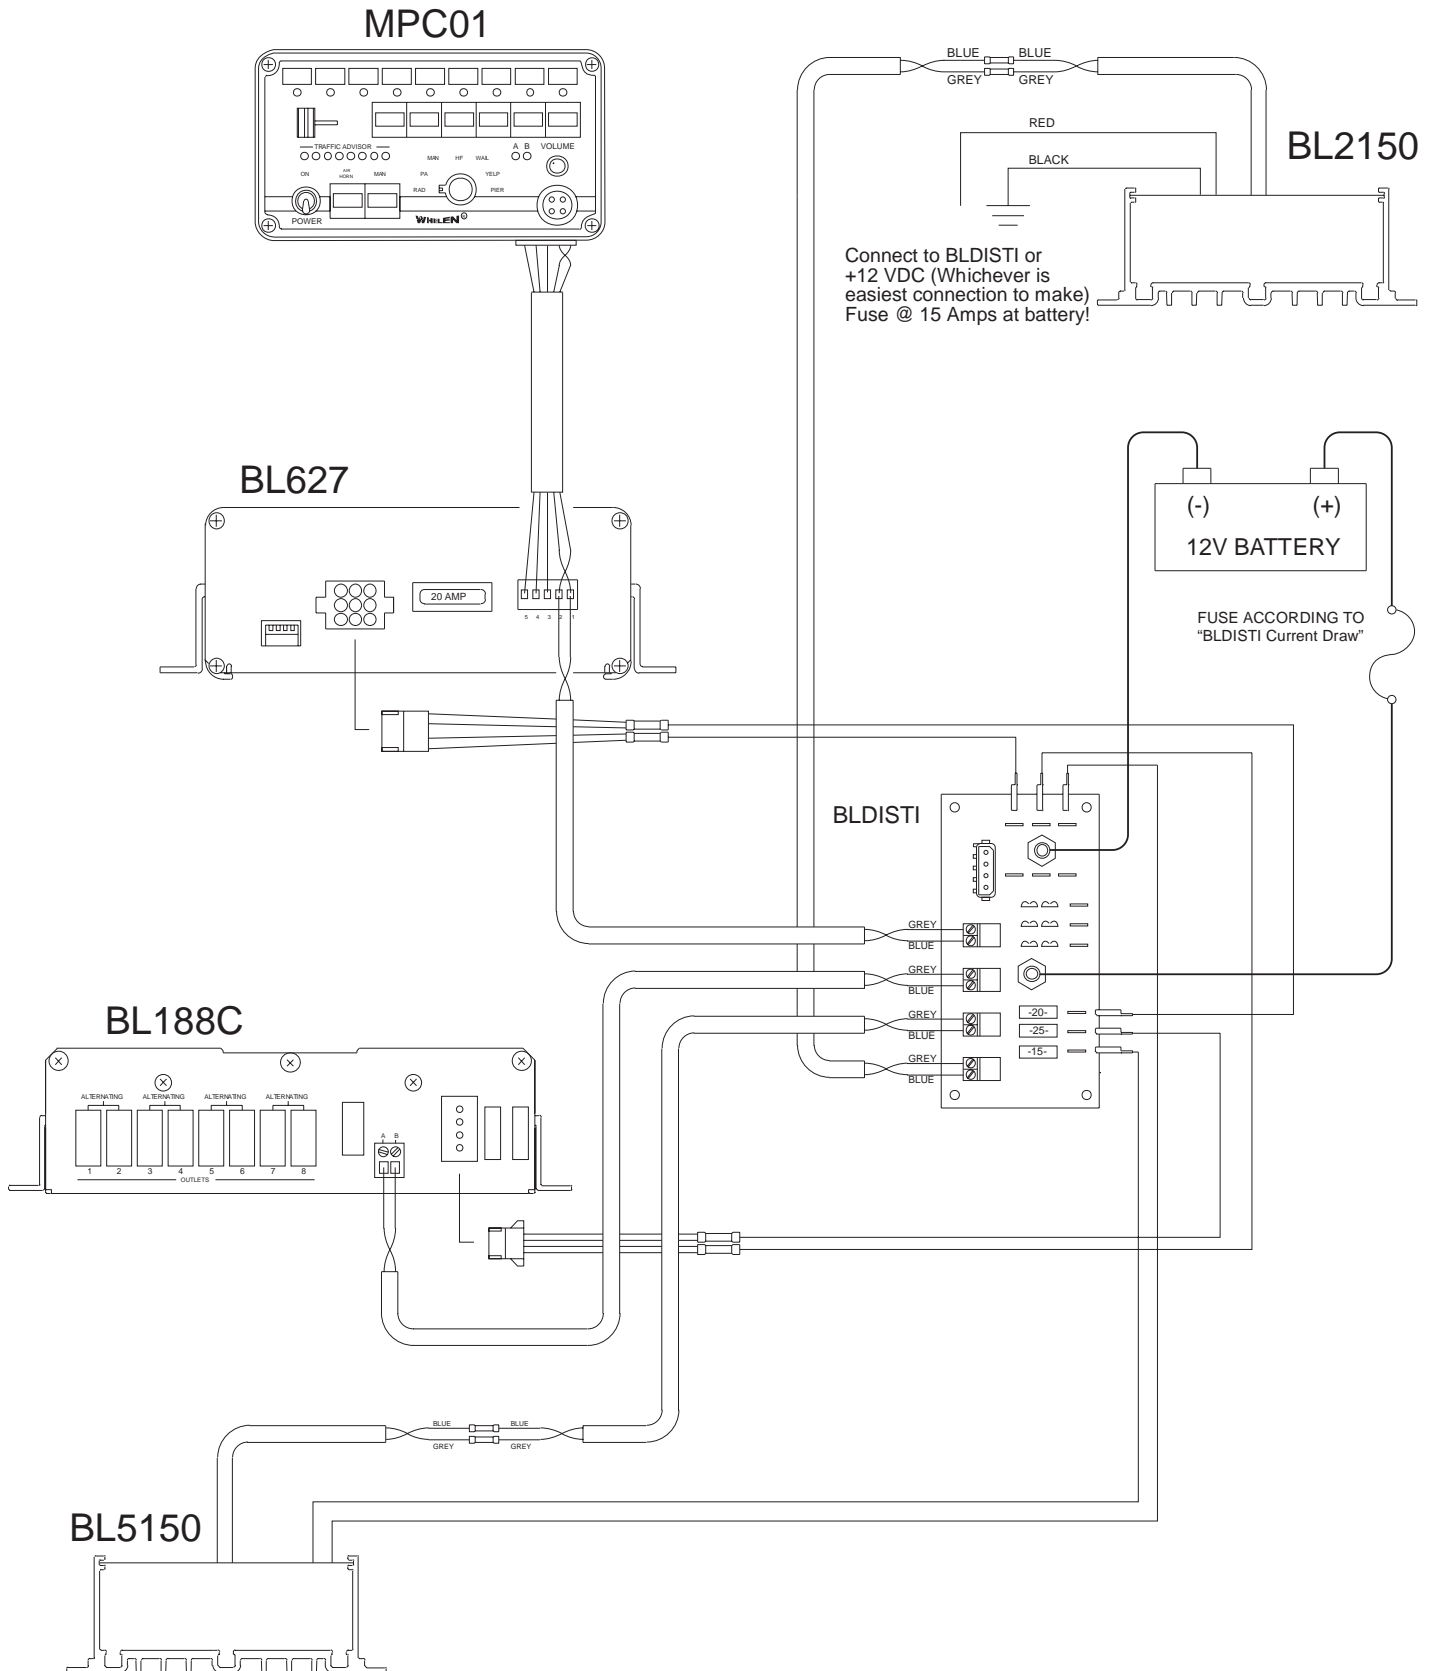 MPC01
TRAFFIC ADVISOR
A B VOLUME
MAN HF WAIL
ON AIR HORN MAN PA YELP
RAD PIER
POWER
WHELEN ®
BLUE BLUE
GREY GREY
RED
BLACK
BL2150
Connect to BLDISTI or
+12 VDC (Whichever is
easiest connection to make)
Fuse @ 15 Amps at battery!
BL627
20 AMP
5 4 3 2 1
(-) (+)
12V BATTERY
FUSE ACCORDING TO
“BLDISTI Current Draw”
BLDISTI
GREY
BLUE
GREY
BLUE
GREY
BLUE
GREY
BLUE
-20-
-25-
-15-
BL188C
ALTERNATING ALTERNATING ALTERNATING ALTERNATING
A B
1 2 3 4 5 6 7 8
OUTLETS
BLUE BLUE
GREY GREY
BL5150